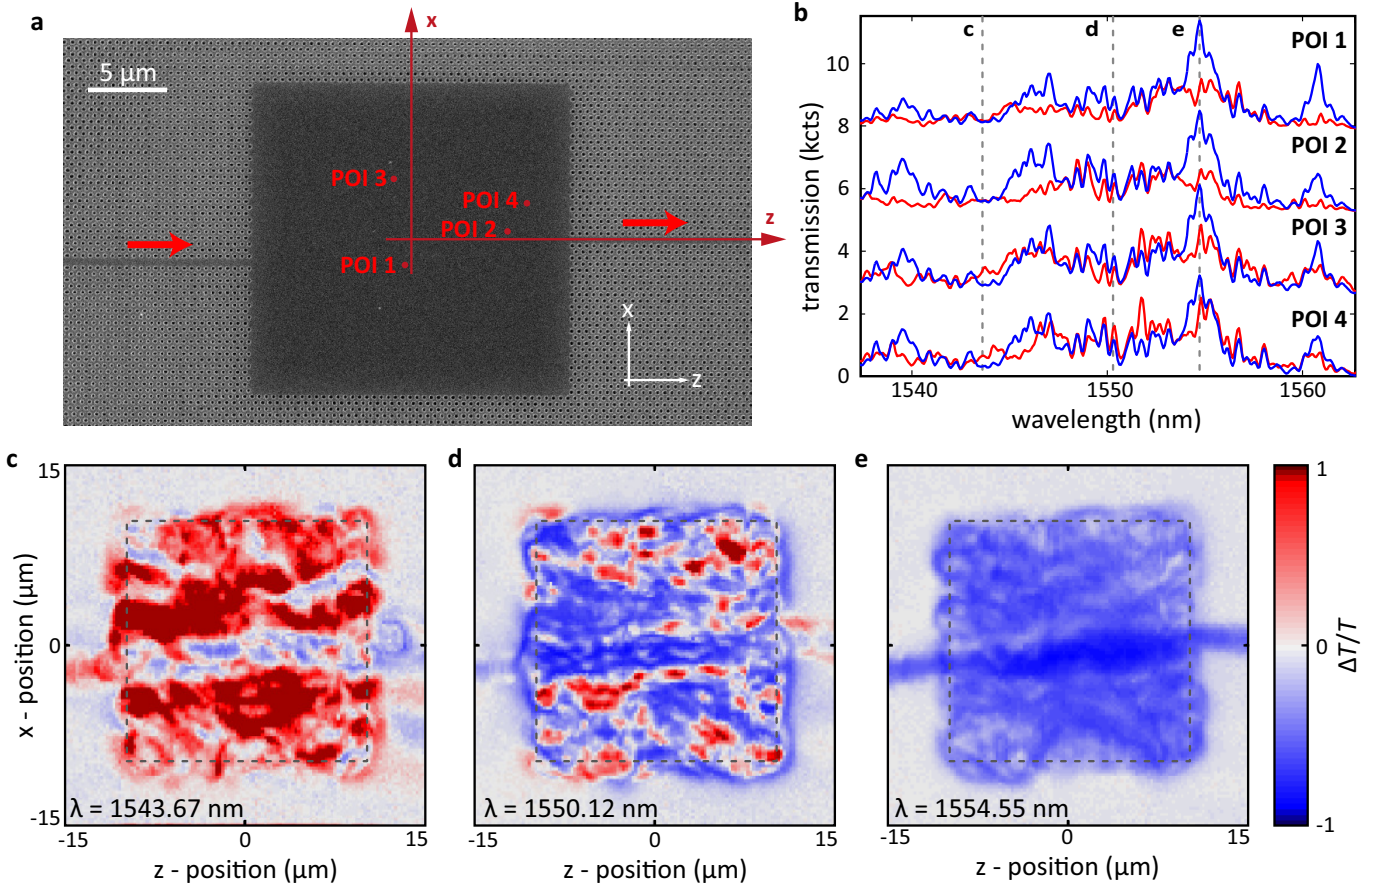 a
x
5 µm
POI 3
POI 4
POI 2
z
POI 1
x
z
b
c
d
e
POI 1
POI 2
POI 3
POI 4
10
8
6
4
2
0
transmission (kcts)
1540
1550
1560
wavelength (nm)
c
15
0
-15
x - position (µm)
λ = 1543.67 nm
-15
0
15
z - position (µm)
d
λ = 1550.12 nm
-15
0
15
z - position (µm)
e
λ = 1554.55 nm
-15
0
15
z - position (µm)
1
0
-1
ΔT/T